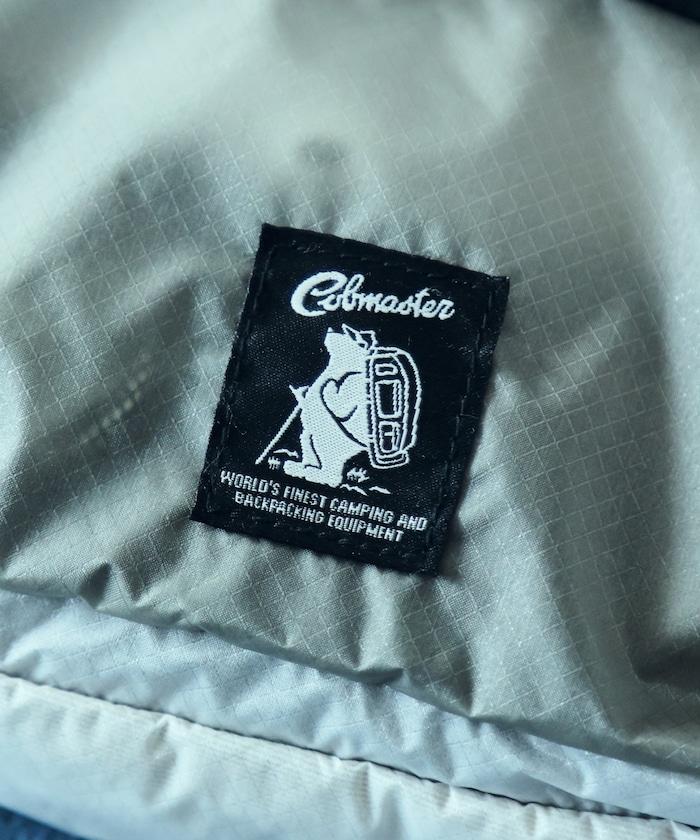 Cobmaster
WORLD'S FINEST CAMPING AND
BACKPACKING EQUIPMENT